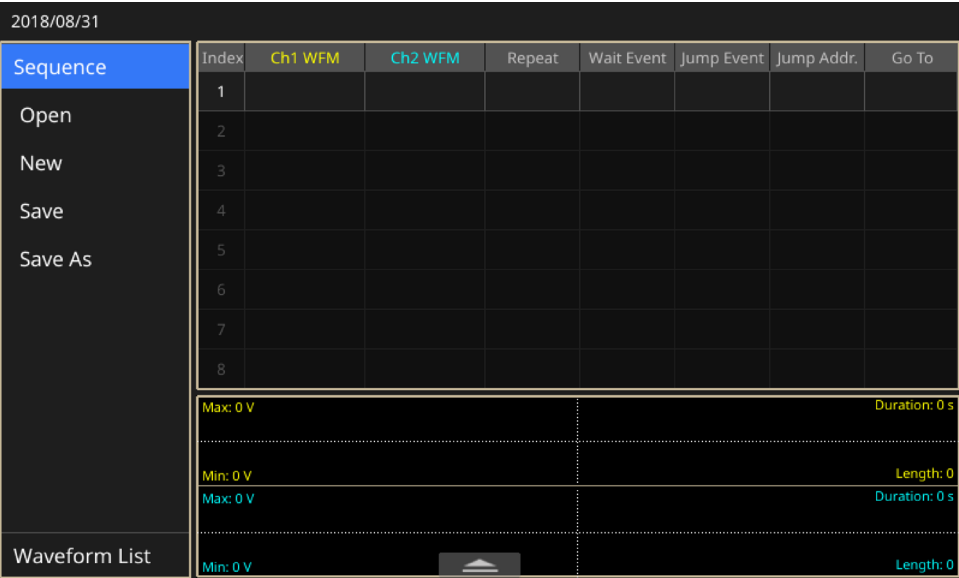 2018/08/31
Sequence
Open
New
Save
Save As
Waveform List
Index Ch1 WFM Ch2 WFM Repeat Wait Event Jump Event Jump Addr. Go To
1
2
3
4
5
6
7
8
Max: 0 V Duration: 0 s
Min: 0 V Length: 0
Max: 0 V Duration: 0 s
Min: 0 V Length: 0